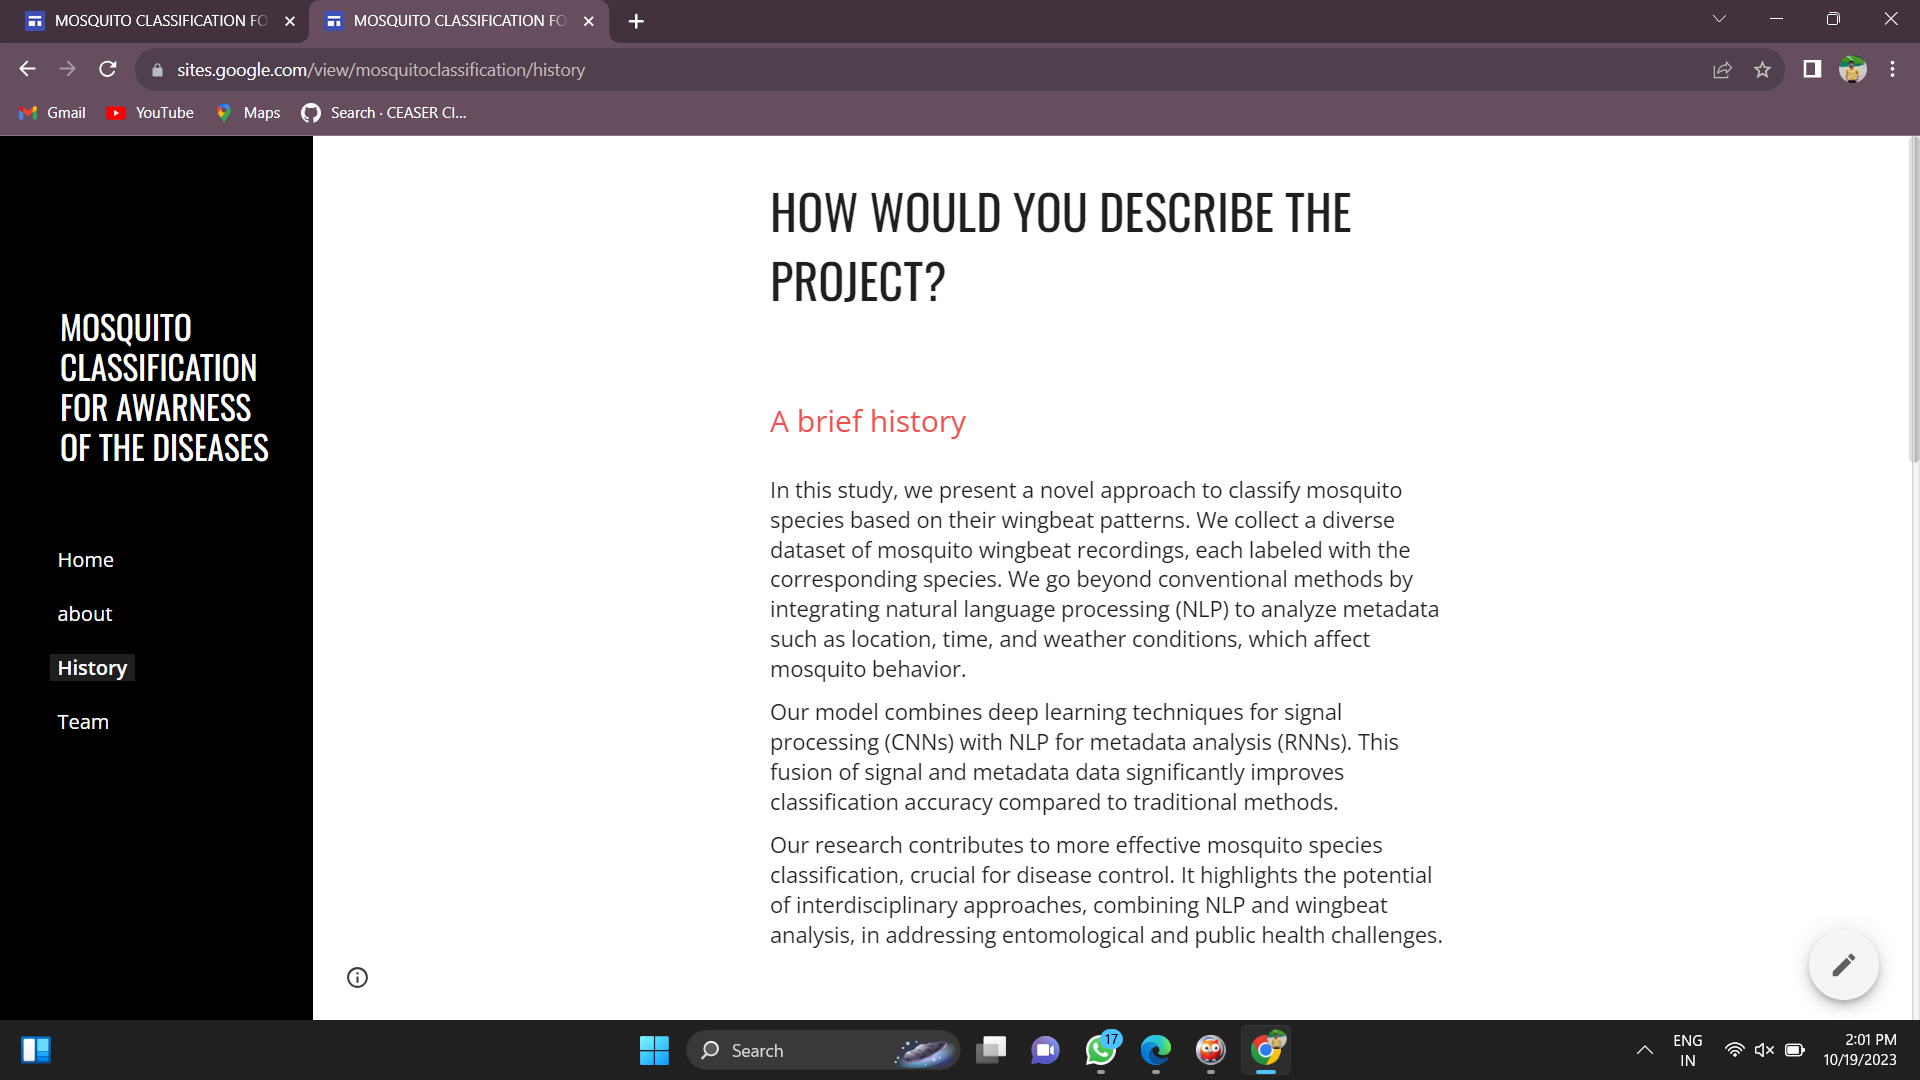 MOSQUITO CLASSIFICATION FO
MOSQUITO CLASSIFICATION FO
sites.google.com/view/mosquitoclassification/history
Gmail
YouTube
Maps
Search · CEASER CI...
MOSQUITO
CLASSIFICATION
FOR AWARNESS
OF THE DISEASES
Home
about
History
Team
HOW WOULD YOU DESCRIBE THE
PROJECT?
A brief history
In this study, we present a novel approach to classify mosquito
species based on their wingbeat patterns. We collect a diverse
dataset of mosquito wingbeat recordings, each labeled with the
corresponding species. We go beyond conventional methods by
integrating natural language processing (NLP) to analyze metadata
such as location, time, and weather conditions, which affect
mosquito behavior.
Our model combines deep learning techniques for signal
processing (CNNs) with NLP for metadata analysis (RNNs). This
fusion of signal and metadata data significantly improves
classification accuracy compared to traditional methods.
Our research contributes to more effective mosquito species
classification, crucial for disease control. It highlights the potential
of interdisciplinary approaches, combining NLP and wingbeat
analysis, in addressing entomological and public health challenges.
Search
17
ENG
IN
2:01 PM
10/19/2023